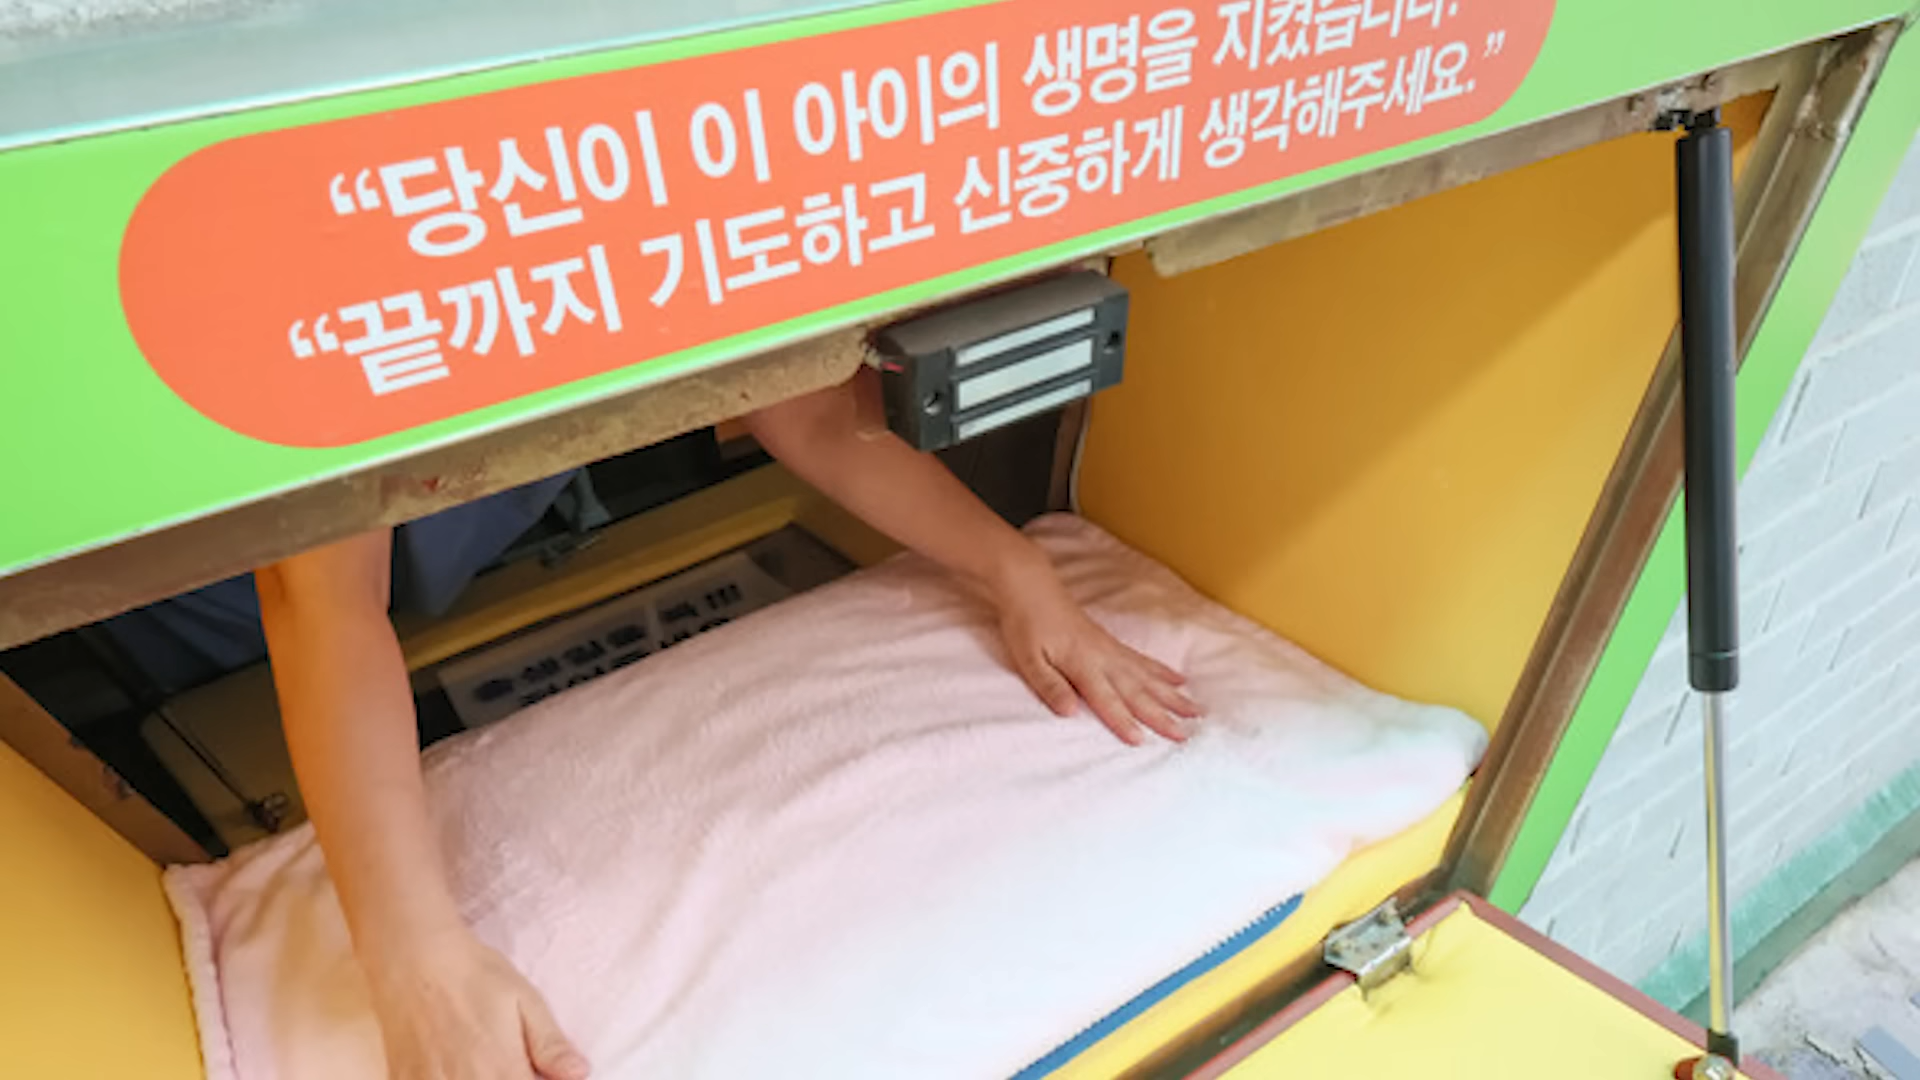 “당신이 이 아이의 생명을 지켰습니다.
“끝까지 기도하고 신중하게 생각해주세요.”